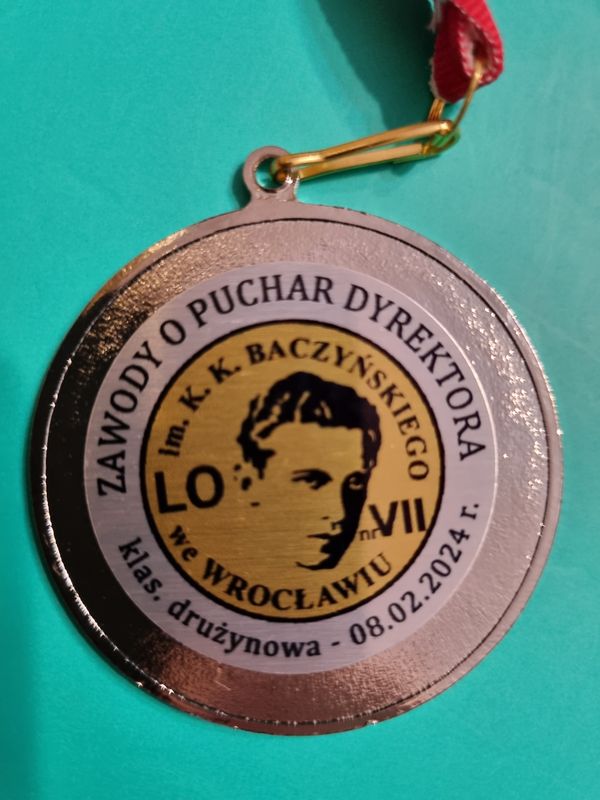 ZAWODY O PUCHAR DYREKTORA
im. K. K. BACZYŃSKIEGO
LO
nr VII
we WROCŁAWIU
klas. drużynowa - 08.02.2024 r.